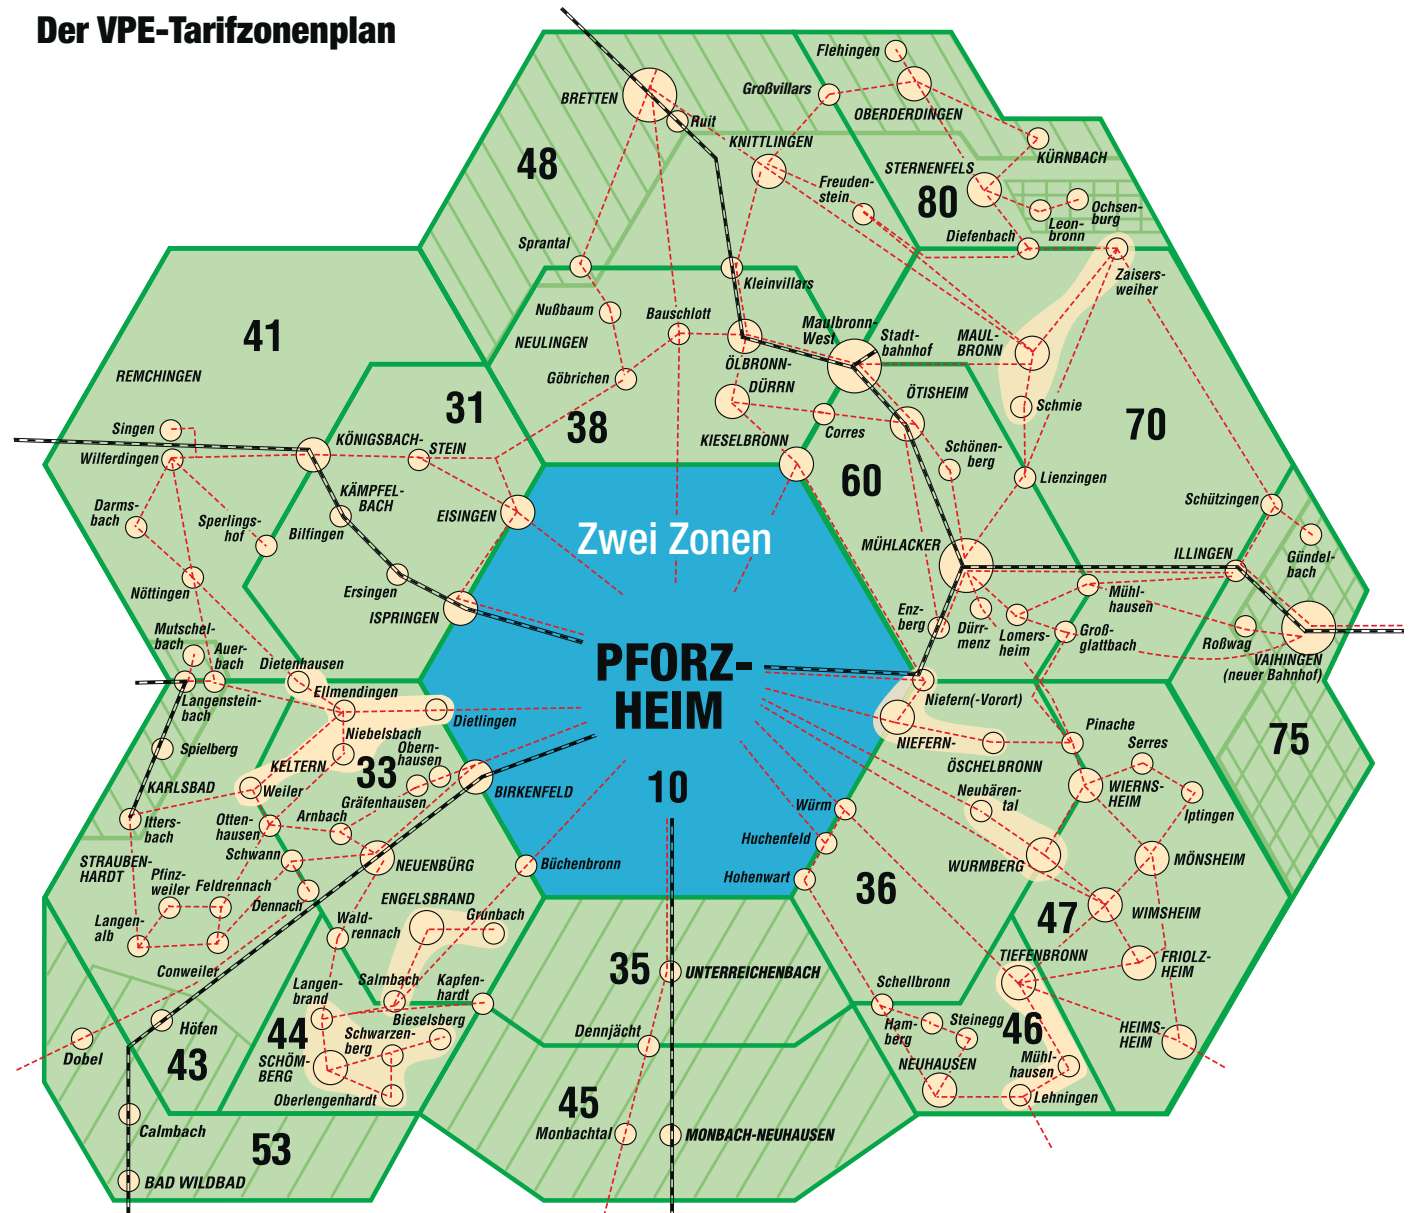 Der VPE-Tarifzonenplan
Flehingen
Großvillars
BRETTEN
OBERDERDINGEN
Ruit
KNITTLINGEN
KÜRNBACH
48
STERNENFELS
Freuden-
stein
80
Ochsen-
burg
Leon-
bronn
Diefenbach
Sprantal
Zaisers-
weiher
Kleinvillars
Nußbaum
Bauschlott
Maulbronn-
West
Stadt-
bahnhof
MAUL-
BRONN
41
NEULINGEN
ÖLBRONN-
DÜRRN
REMCHINGEN
Göbrichen
ÖTISHEIM
31
38
Schmie
70
Singen
KÖNIGSBACH-
STEIN
KIESELBRONN
Corres
Schönen-
berg
Wilferdingen
60
Lienzingen
KÄMPFEL-
BACH
Darms-
bach
Sperlings-
hof
Bilfingen
EISINGEN
Schützingen
Zwei Zonen
MÜHLACKER
ILLINGEN
Gündel-
bach
Nöttingen
Ersingen
ISPRINGEN
Enz-
berg
Dürr-
menz
Lomers-
heim
Mühl-
hausen
Groß-
glattbach
Roßwag
VAIHINGEN
(neuer Bahnhof)
Mutschel-
bach
Auer-
bach
Dietenhausen
PFORZ-
HEIM
Langenstein-
bach
Ellmendingen
Dietlingen
Niefern(-Vorort)
Niebelsbach
Pinache
NIEFERN-
ÖSCHELBRONN
Serres
75
Spielberg
KELTERN
33
Obern-
hausen
KARLSBAD
Weiler
Gräfenhausen
BIRKENFELD
10
Neubären-
tal
WIERNS-
HEIM
Iptingen
Würm
Itters-
bach
Otten-
hausen
Arnbach
Huchenfeld
STRAUBEN-
HARDT
Schwann
NEUENBÜRG
Büchenbronn
Hohenwart
WURMBERG
MÖNSHEIM
Pfinz-
weiler
Feldrennach
Dennach
36
ENGELSBRAND
47
WIMSHEIM
Langen-
alb
Wald-
rennach
Grunbach
TIEFENBRONN
FRIOLZ-
HEIM
Conweiler
Langen-
brand
Salmbach
Kapfen-
hardt
35
UNTERREICHENBACH
Schellbronn
Höfen
44
Bieselsberg
Dennjächt
Ham-
berg
Steinegg
46
HEIMS-
HEIM
Dobel
43
SCHÖM-
BERG
Schwarzen-
berg
NEUHAUSEN
Mühl-
hausen
Oberlengenhardt
45
Lehningen
Calmbach
Monbachtal
MONBACH-NEUHAUSEN
53
BAD WILDBAD